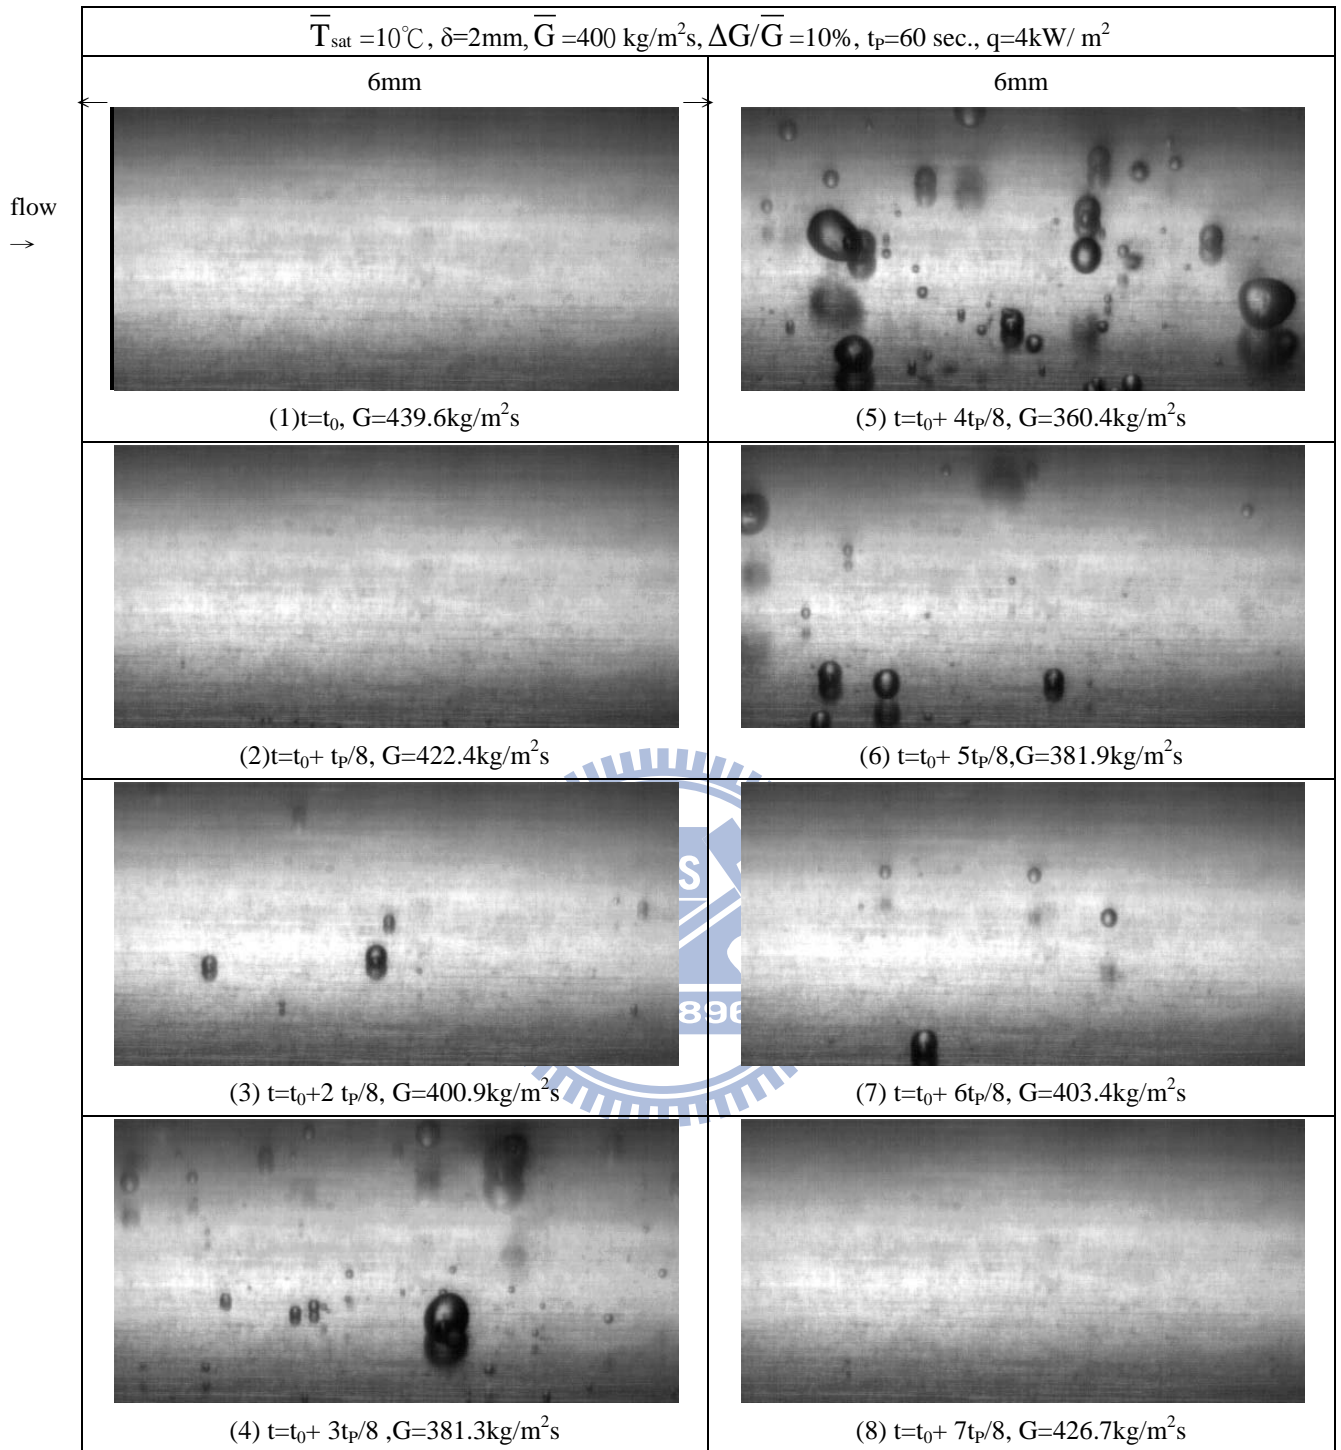 T̅sat =10℃, δ=2mm, G̅ =400 kg/m²s, ΔG/G̅ =10%, tP=60 sec., q=4kW/ m²
6mm
6mm
← →
flow
→
(1)t=t₀, G=439.6kg/m²s
(5) t=t₀+ 4tP/8, G=360.4kg/m²s
(2)t=t₀+ tP/8, G=422.4kg/m²s
(6) t=t₀+ 5tP/8,G=381.9kg/m²s
S
896
(3) t=t₀+2 tP/8, G=400.9kg/m²s
(7) t=t₀+ 6tP/8, G=403.4kg/m²s
(4) t=t₀+ 3tP/8 ,G=381.3kg/m²s
(8) t=t₀+ 7tP/8, G=426.7kg/m²s